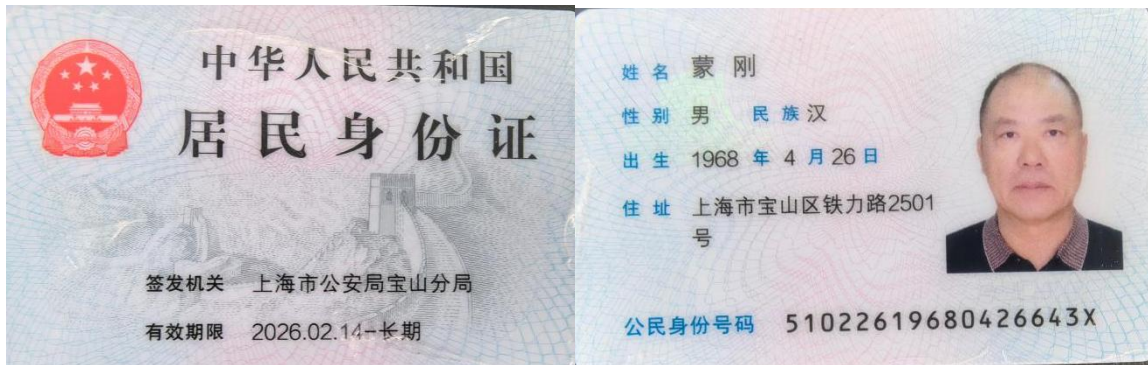 中华人民共和国
居民身份证
签发机关 上海市公安局宝山分局
有效期限 2026.02.14-长期
姓名 蒙刚
性别 男 民族 汉
出生 1968 年 4 月 26 日
住址 上海市宝山区铁力路2501
号
公民身份号码 51022619680426643X